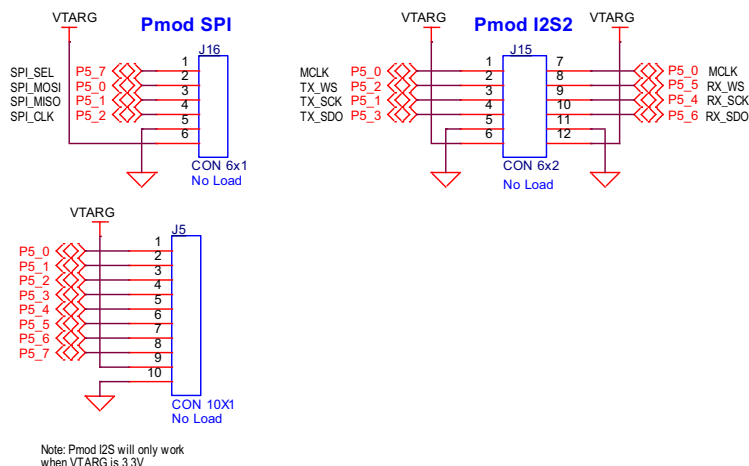 VTARG Pmod SPI
J16
SPI_SEL P5_7 1
SPI_MOSI P5_0 2
SPI_MISO P5_1 3
SPI_CLK P5_2 4
5
6
CON 6x1
No Load
VTARG Pmod I2S2 VTARG
J15
MCLK P5_0 1 7 P5_0 MCLK
TX_WS P5_2 2 8 P5_5 RX_WS
TX_SCK P5_1 3 9 P5_4 RX_SCK
TX_SDO P5_3 4 10 P5_6 RX_SDO
5 11
6 12
CON 6x2
No Load
VTARG
J5
P5_0 1
P5_1 2
P5_2 3
P5_3 4
P5_4 5
P5_5 6
P5_6 7
P5_7 8
9
10
CON 10X1
No Load
Note: Pmod I2S will only work
when VTARG is 3.3V